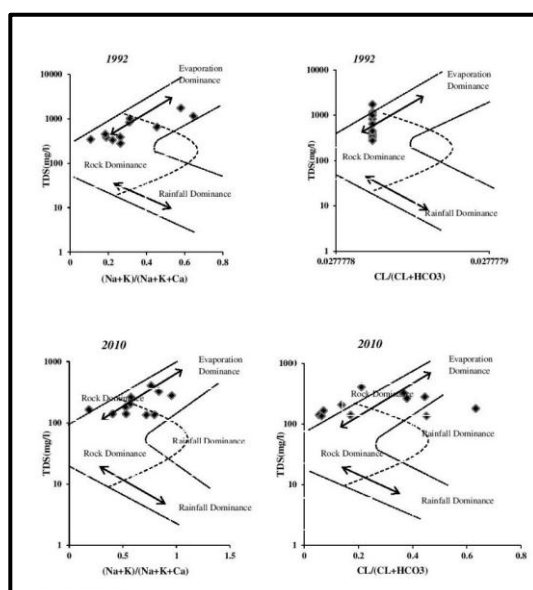 1992
Evaporation
Dominance
10000
1000
100
10
1
TDS(mg/l)
Rock Dominance
Rainfall Dominance
0
0.2
0.4
0.6
0.8
(Na+K)/(Na+K+Ca)
1992
Evaporation
Dominance
10000
1000
100
10
1
TDS(mg/l)
Rock Dominance
Rainfall Dominance
0.0277778
0.0277779
CL/(CL+HCO3)
2010
Evaporation
Dominance
1000
100
10
1
TDS(mg/l)
Rock Dominance
Rainfall Dominance
Rock Dominance
Rainfall Dominance
0
0.5
1
1.5
(Na+K)/(Na+K+Ca)
2010
Evaporation
Dominance
1000
100
10
1
TDS(mg/l)
Rock Dominance
Rainfall Dominance
Rock Dominance
Rainfall Dominance
0
0.2
0.4
0.6
0.8
CL/(CL+HCO3)